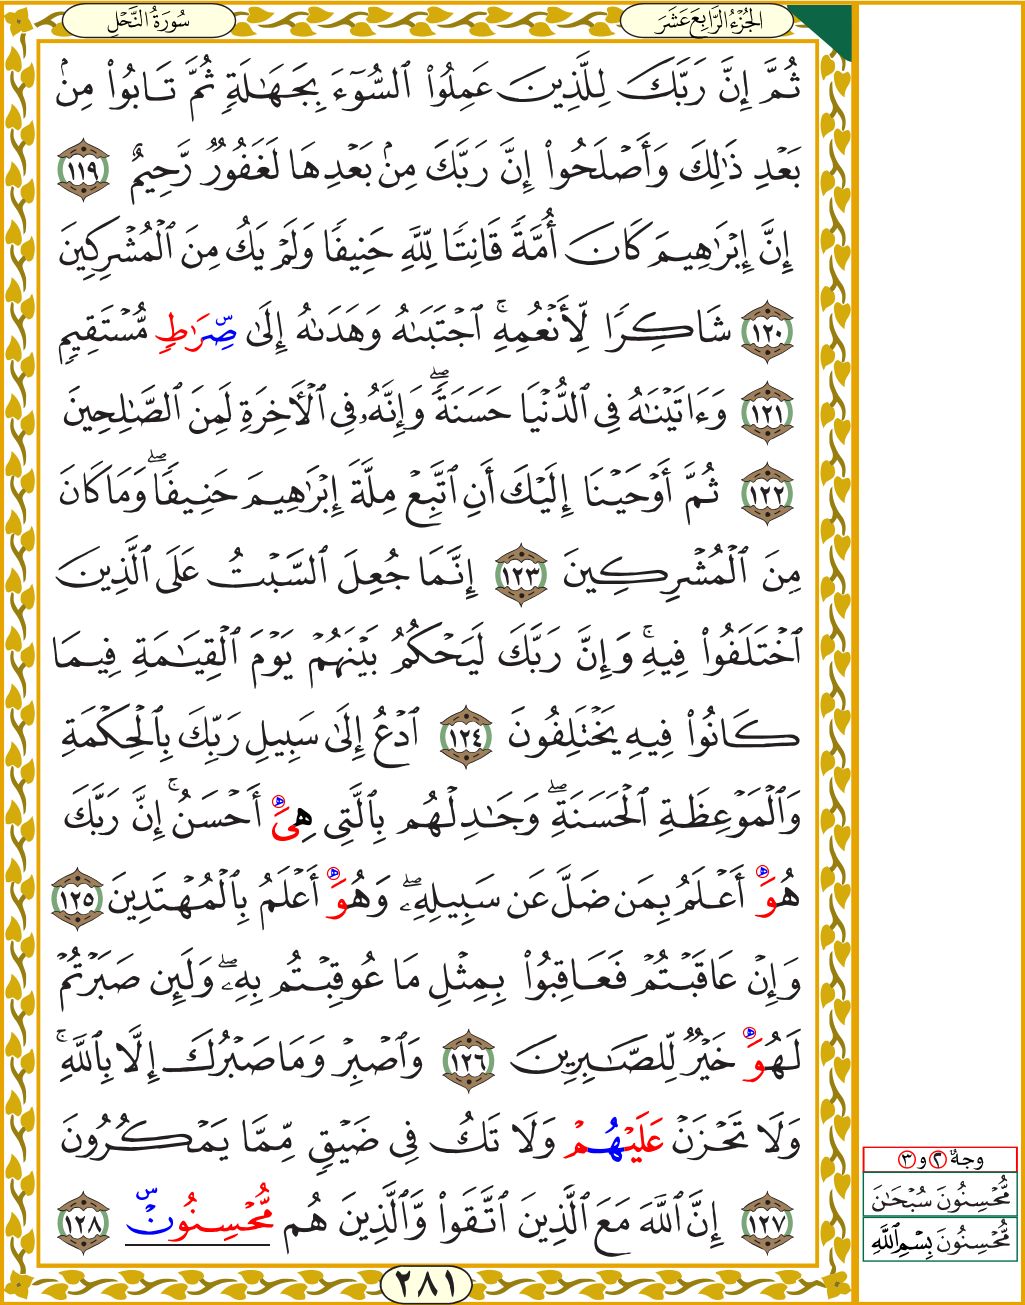 الجُزْءُ الرَّابِعَ عَشَرَ
سُورَةُ النَّحْلِ
ثُمَّ إِنَّ رَبَّكَ لِلَّذِينَ عَمِلُوا۟ ٱلسُّوٓءَ بِجَهَـٰلَةٍۢ ثُمَّ تَابُوا۟ مِنۢ
بَعْدِ ذَٰلِكَ وَأَصْلَحُوٓا۟ إِنَّ رَبَّكَ مِنۢ بَعْدِهَا لَغَفُورٌۭ رَّحِيمٌ ١١٩
إِنَّ إِبْرَٰهِيمَ كَانَ أُمَّةًۭ قَانِتًۭا لِّلَّهِ حَنِيفًۭا وَلَمْ يَكُ مِنَ ٱلْمُشْرِكِينَ
١٢٠ شَاكِرًۭا لِّأَنْعُمِهِ ۚ ٱجْتَبَىٰهُ وَهَدَىٰهُ إِلَىٰ صِّرَٰطٍۢ مُّسْتَقِيمٍۢ
١٢١ وَءَاتَيْنَـٰهُ فِى ٱلدُّنْيَا حَسَنَةًۭ ۖ وَإِنَّهُۥ فِى ٱلْـَٔاخِرَةِ لَمِنَ ٱلصَّـٰلِحِينَ
١٢٢ ثُمَّ أَوْحَيْنَا إِلَيْكَ أَنِ ٱتَّبِعْ مِلَّةَ إِبْرَٰهِيمَ حَنِيفًۭا ۖ وَمَا كَانَ
مِنَ ٱلْمُشْرِكِينَ ١٢٣ إِنَّمَا جُعِلَ ٱلسَّبْتُ عَلَى ٱلَّذِينَ
ٱخْتَلَفُوا۟ فِيهِ ۚ وَإِنَّ رَبَّكَ لَيَحْكُمُ بَيْنَهُمْ يَوْمَ ٱلْقِيَـٰمَةِ فِيمَا
كَانُوا۟ فِيهِ يَخْتَلِفُونَ ١٢٤ ٱدْعُ إِلَىٰ سَبِيلِ رَبِّكَ بِٱلْحِكْمَةِ
وَٱلْمَوْعِظَةِ ٱلْحَسَنَةِ ۖ وَجَـٰدِلْهُم بِٱلَّتِى هِىَ أَحْسَنُ ۚ إِنَّ رَبَّكَ
هُوَ أَعْلَمُ بِمَن ضَلَّ عَن سَبِيلِهِۦ ۖ وَهُوَ أَعْلَمُ بِٱلْمُهْتَدِينَ ١٢٥
وَإِنْ عَاقَبْتُمْ فَعَاقِبُوا۟ بِمِثْلِ مَا عُوقِبْتُم بِهِۦ ۖ وَلَئِن صَبَرْتُمْ
لَهُوَ خَيْرٌۭ لِّلصَّـٰبِرِينَ ١٢٦ وَٱصْبِرْ وَمَا صَبْرُكَ إِلَّا بِٱللَّهِ ۚ
وَلَا تَحْزَنْ عَلَيْهُمْ وَلَا تَكُ فِى ضَيْقٍۢ مِّمَّا يَمْكُرُونَ
١٢٧ إِنَّ ٱللَّهَ مَعَ ٱلَّذِينَ ٱتَّقَوا۟ وَّٱلَّذِينَ هُم مُّحْسِنُونَ ١٢٨
وجهٌ ٢ و ٣
مُّحْسِنُونَ سُبْحَٰنَ
مُّحْسِنُونَ بِسْمِ ٱللَّهِ
٢٨١